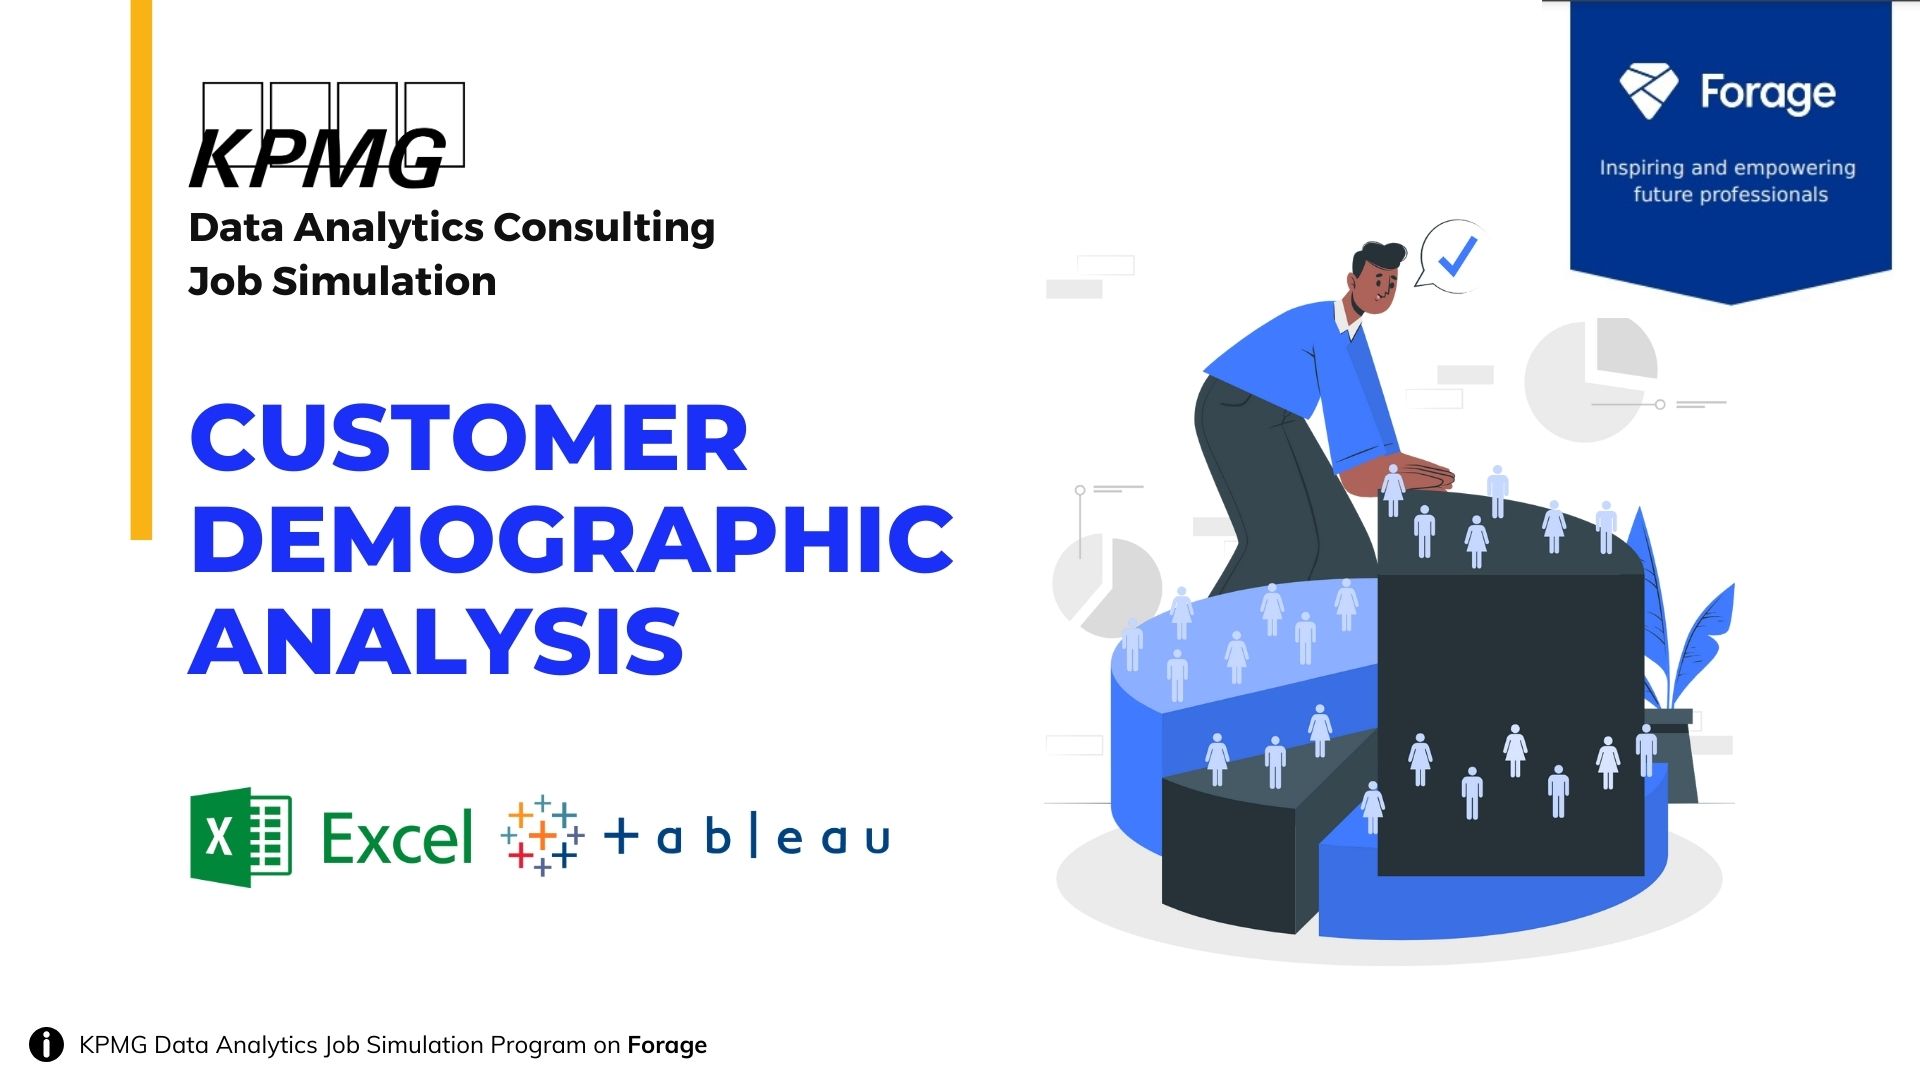 KPMG
Data Analytics Consulting
Job Simulation
Forage
Inspiring and empowering
future professionals
CUSTOMER
DEMOGRAPHIC
ANALYSIS
X Excel
+ableau
i KPMG Data Analytics Job Simulation Program on Forage